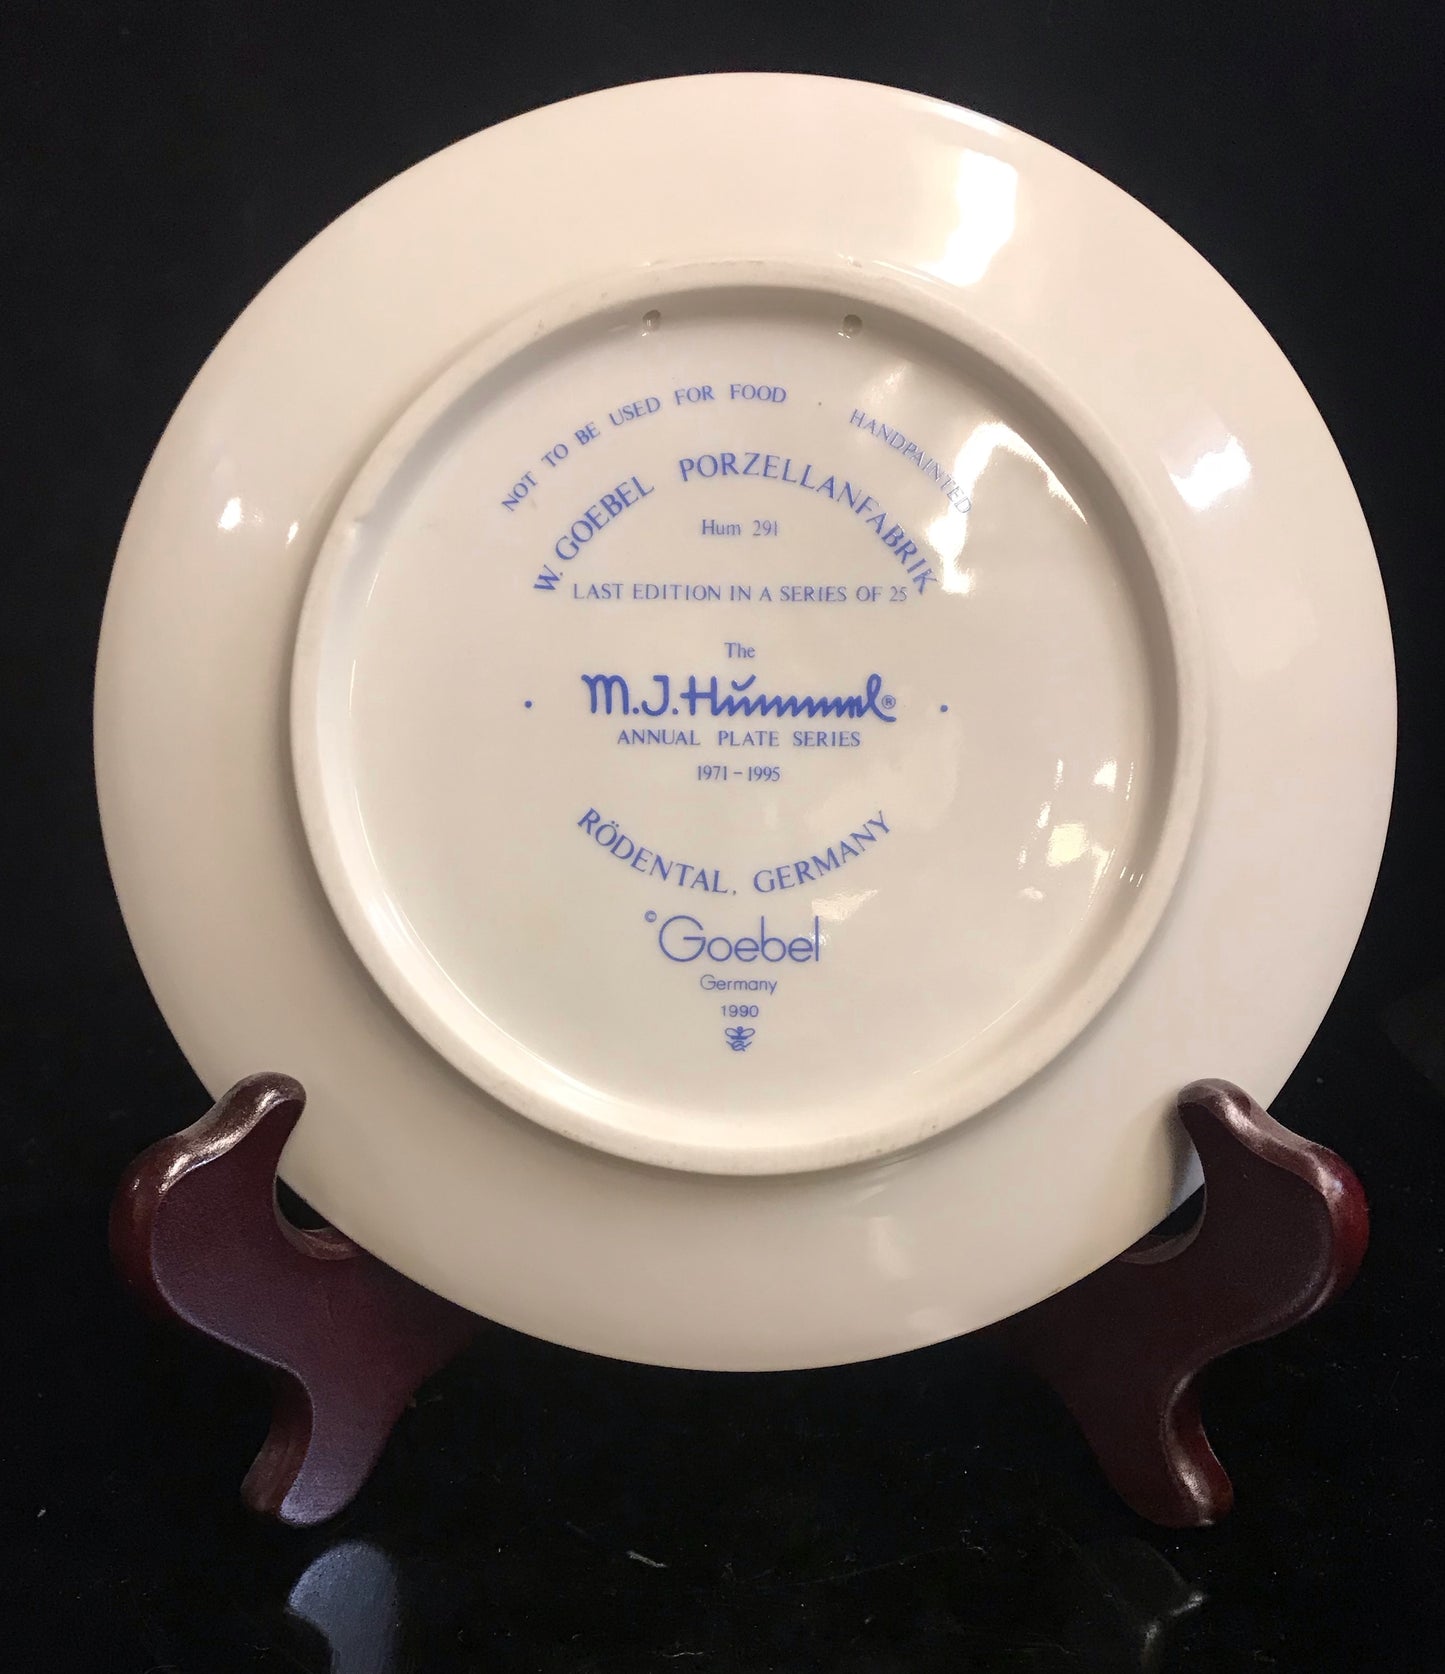 NOT TO BE USED FOR FOOD · HANDPAINTED
W. GOEBEL PORZELLANFABRIK
Hum 291
LAST EDITION IN A SERIES OF 25
The
· M.J.Hummel® ·
ANNUAL PLATE SERIES
1971 – 1995
RÖDENTAL, GERMANY
© Goebel
Germany
1990